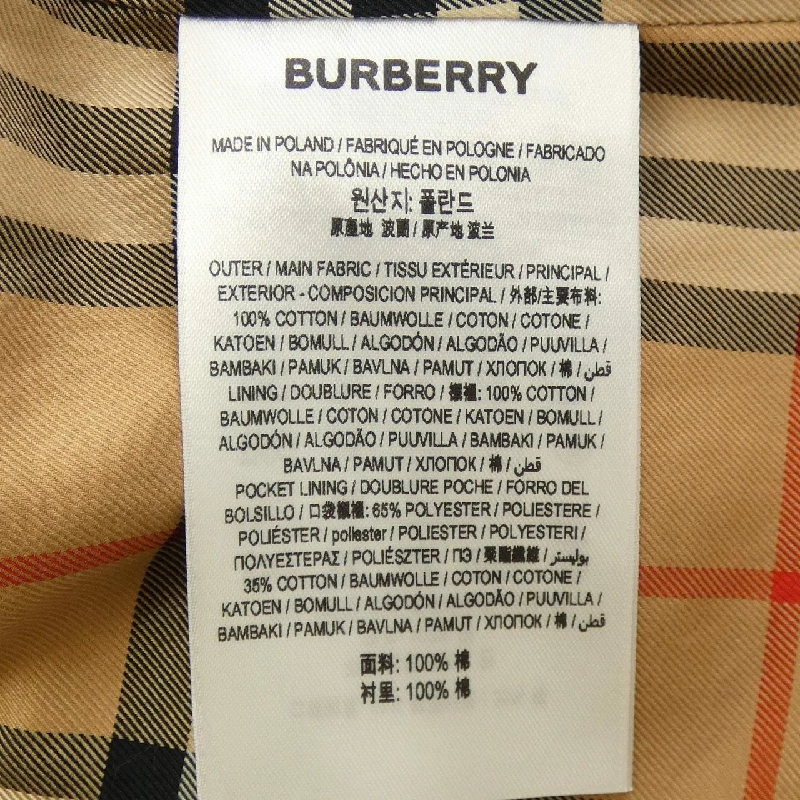 BURBERRY
MADE IN POLAND / FABRIQUÉ EN POLOGNE / FABRICADO
NA POLÔNIA / HECHO EN POLONIA
원산지: 폴란드
原產地 波蘭 / 原产地 波兰
OUTER / MAIN FABRIC / TISSU EXTÉRIEUR / PRINCIPAL /
EXTERIOR - COMPOSICION PRINCIPAL / 外部/主要布料:
100% COTTON / BAUMWOLLE / COTON / COTONE /
KATOEN / BOMULL / ALGODÓN / ALGODÃO / PUUVILLA /
BAMBAKI / PAMUK / BAVLNA / PAMUT / ХЛОПОК / 棉 / قطن
LINING / DOUBLURE / FORRO / 襯裡: 100% COTTON /
BAUMWOLLE / COTON / COTONE / KATOEN / BOMULL /
ALGODÓN / ALGODÃO / PUUVILLA / BAMBAKI / PAMUK /
BAVLNA / PAMUT / ХЛОПОК / 棉 / قطن
POCKET LINING / DOUBLURE POCHE / FORRO DEL
BOLSILLO / 口袋襯裡: 65% POLYESTER / POLIESTERE /
POLIÉSTER / poliester / POLIESTER / POLYESTERI /
ΠΟΛΥΕΣΤΕΡΑΣ / POLIÉSZTER / ПЭ / 聚酯纖維 / بوليستر
35% COTTON / BAUMWOLLE / COTON / COTONE /
KATOEN / BOMULL / ALGODÓN / ALGODÃO / PUUVILLA /
BAMBAKI / PAMUK / BAVLNA / PAMUT / ХЛОПОК / 棉 / قطن
面料: 100% 棉
衬里: 100% 棉